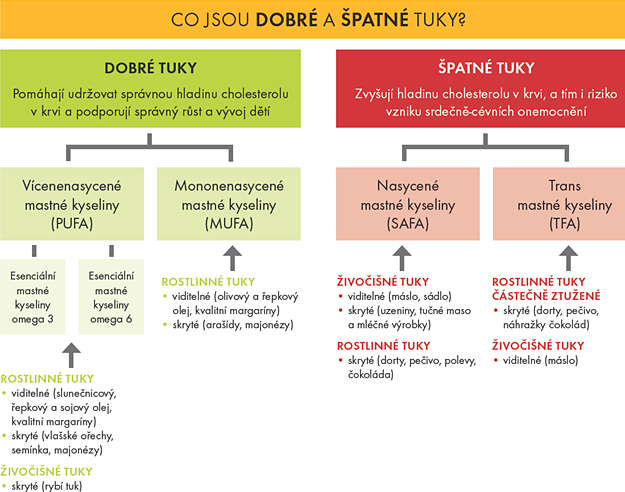 CO JSOU DOBRÉ A ŠPATNÉ TUKY?
DOBRÉ TUKY
Pomáhají udržovat správnou hladinu cholesterolu
v krvi a podporují správný růst a vývoj dětí
ŠPATNÉ TUKY
Zvyšují hladinu cholesterolu v krvi, a tím i riziko
vzniku srdečně-cévních onemocnění
Vícenenasycené
mastné kyseliny
(PUFA)
Mononenasycené
mastné kyseliny
(MUFA)
Nasycené
mastné kyseliny
(SAFA)
Trans
mastné kyseliny
(TFA)
Esenciální
mastné
kyseliny
omega 3
Esenciální
mastné
kyseliny
omega 6
ROSTLINNÉ TUKY
• viditelné (slunečnicový,
řepkový a sojový olej,
kvalitní margaríny)
• skryté (vlašské ořechy,
semínka, majonézy)
ŽIVOČIŠNÉ TUKY
• skryté (rybí tuk)
ROSTLINNÉ TUKY
• viditelné (olivový a řepkový
olej, kvalitní margaríny)
• skryté (arašídy, majonézy)
ŽIVOČIŠNÉ TUKY
• viditelné (máslo, sádlo)
• skryté (uzeniny, tučné maso
a mléčné výrobky)
ROSTLINNÉ TUKY
• skryté (dorty, pečivo, polevy,
čokoláda)
ROSTLINNÉ TUKY
ČÁSTEČNĚ ZTUŽENÉ
• skryté (dorty, pečivo,
náhražky čokolád)
ŽIVOČIŠNÉ TUKY
• viditelné (máslo)